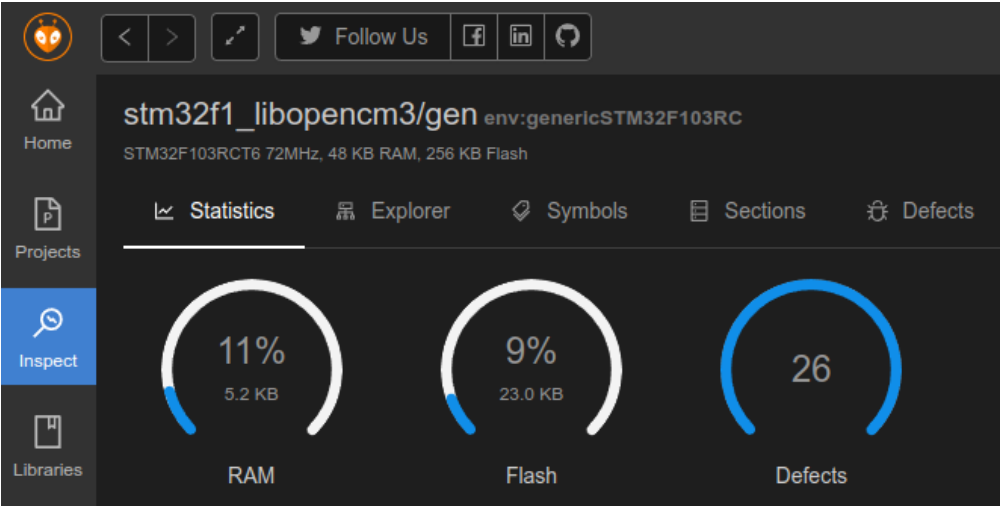 Follow Us
Home
Projects
Inspect
Libraries
stm32f1_libopencm3/gen env:genericSTM32F103RC
STM32F103RCT6 72MHz, 48 KB RAM, 256 KB Flash
Statistics Explorer Symbols Sections Defects
11%
5.2 KB
RAM
9%
23.0 KB
Flash
26
Defects